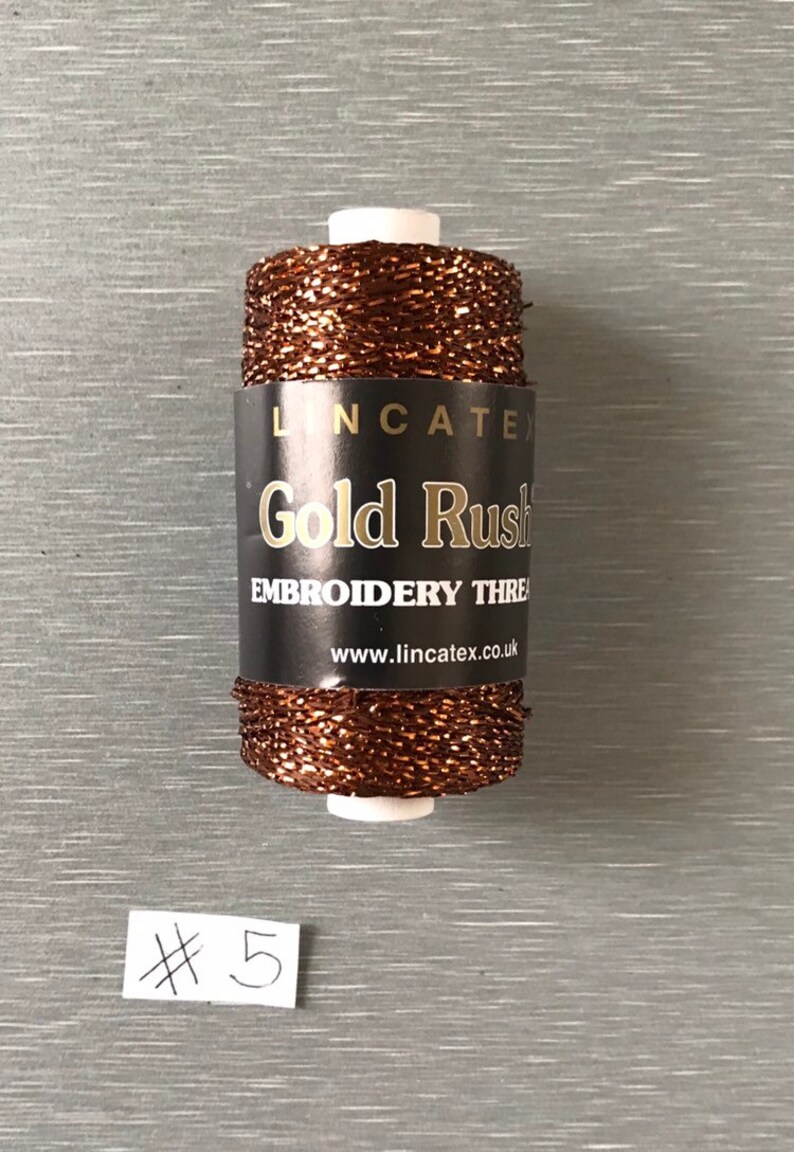 LINCATEX
Gold Rush
EMBROIDERY THREA
www.lincatex.co.uk
# 5